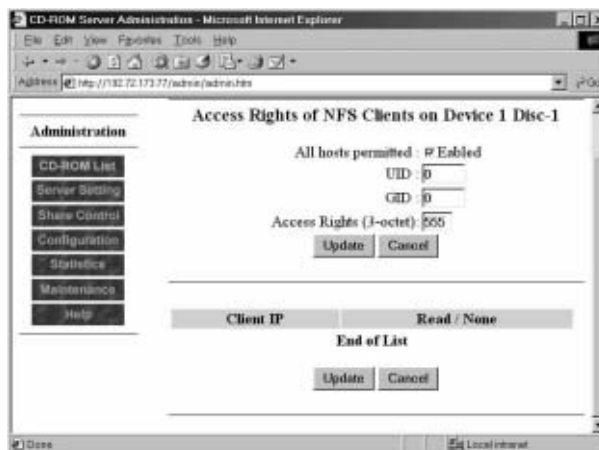 CD-ROM Server Administration - Microsoft Internet Explorer
File Edit View Favorites Tools Help
Address http://192.72.173.77/admin/admin.htm
Go
Administration
CD-ROM List
Server Setting
Share Control
Configuration
Statistics
Maintenance
Help
Access Rights of NFS Clients on Device 1 Disc-1
All hosts permitted : Eabled
UID : 0
GID : 0
Access Rights (3-octet): 555
Update Cancel
Client IP Read / None
End of List
Update Cancel
Done
Local intranet